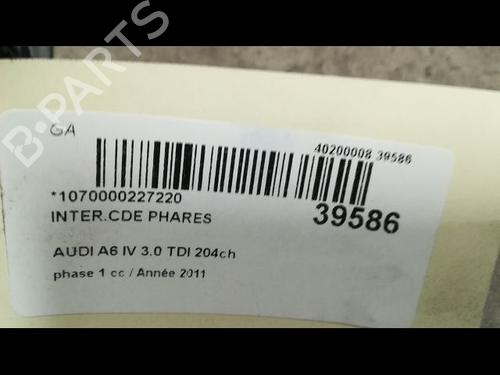 B-PARTS
GA
40200008 39586
*1070000227220
INTER.CDE PHARES
39586
AUDI A6 IV 3.0 TDI 204ch
phase 1 cc / Année 2011